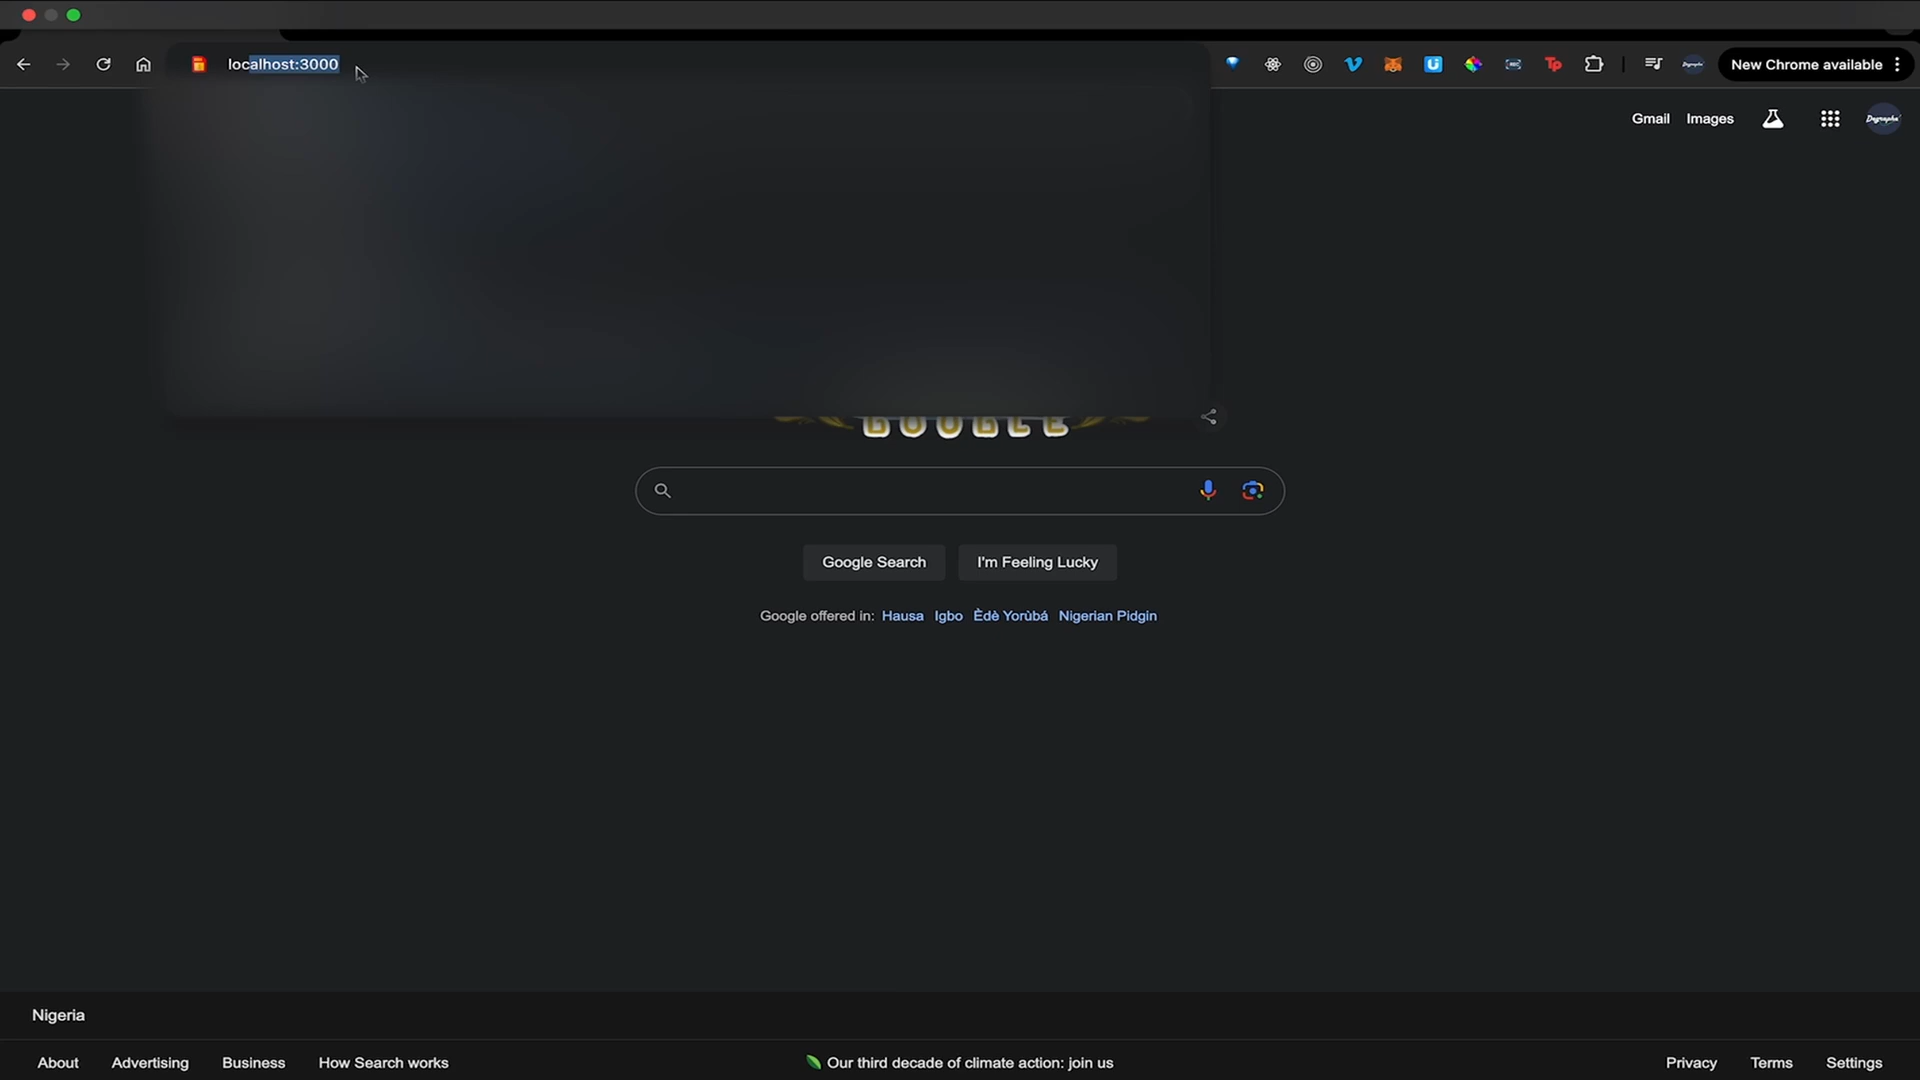 localhost:3000
New Chrome available
Gmail Images
Dographe
GOOGLE
Google Search I'm Feeling Lucky
Google offered in: Hausa Igbo Èdè Yorùbá Nigerian Pidgin
Nigeria
About Advertising Business How Search works
Our third decade of climate action: join us
Privacy Terms Settings